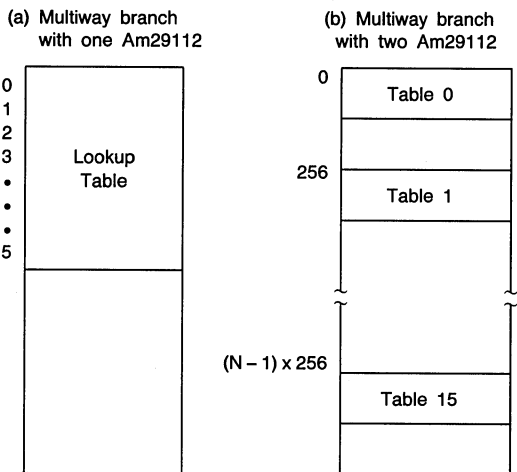 (a) Multiway branch
with one Am29112
0
1
2
3
•
•
•
5
Lookup
Table
(b) Multiway branch
with two Am29112
0
Table 0
256
Table 1
(N – 1) x 256
Table 15